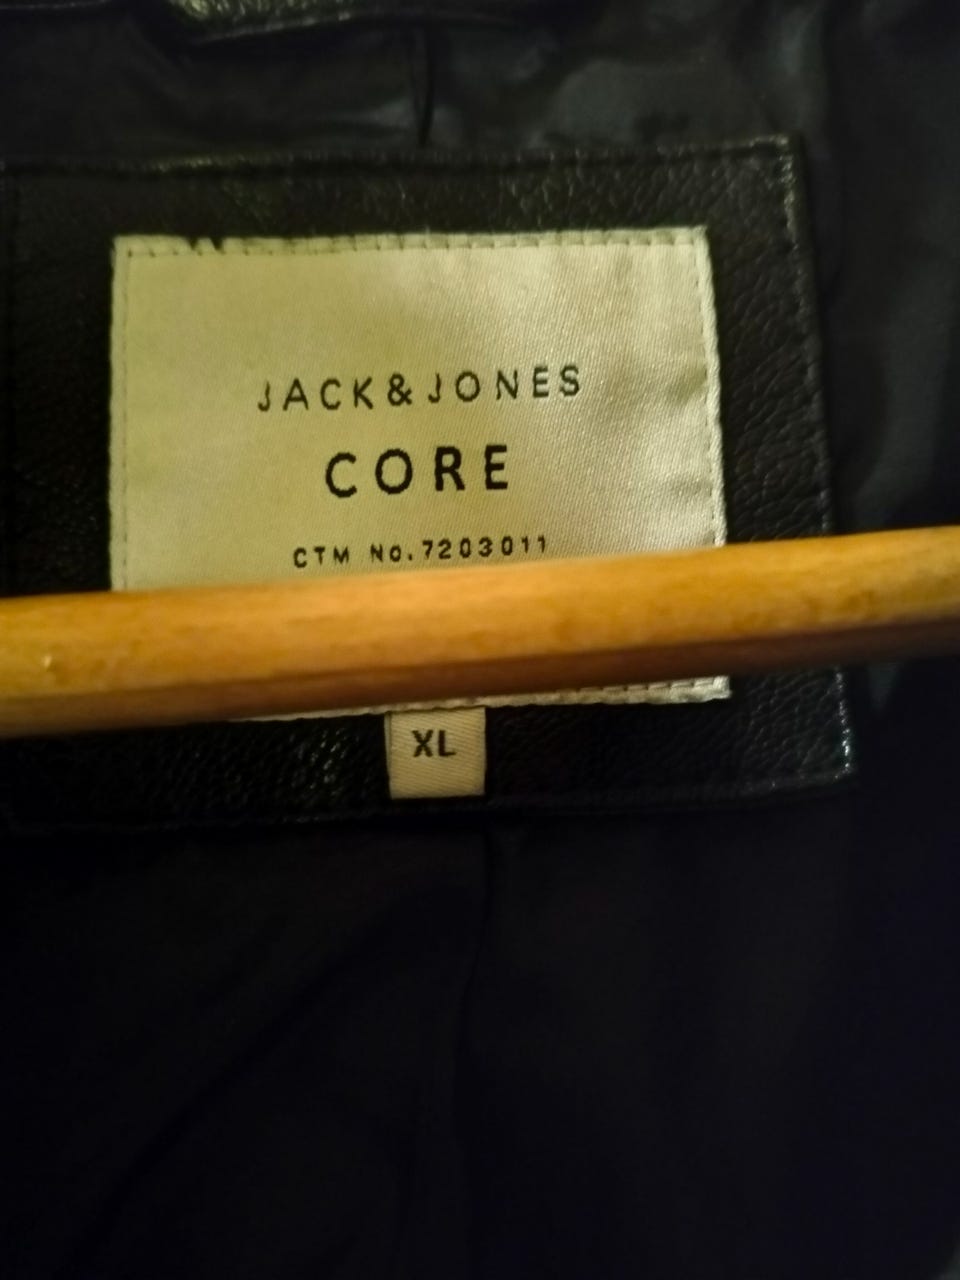 JACK&JONES
CORE
CTM No.7203011
XL